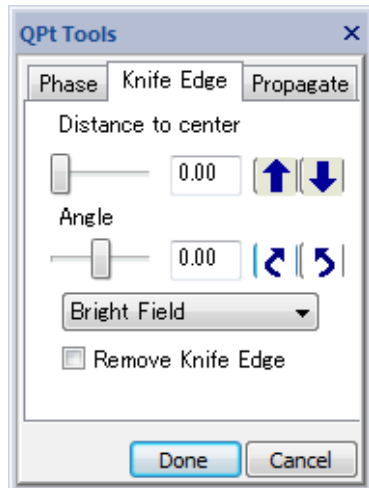 QPt Tools
Phase Knife Edge Propagate
Distance to center
0.00
Angle
0.00
Bright Field
Remove Knife Edge
Done Cancel